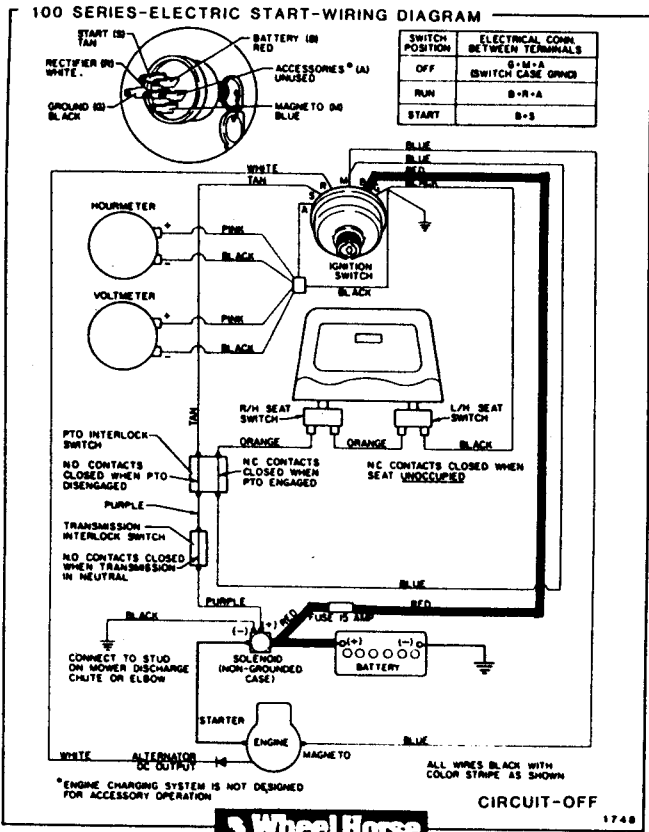 100 SERIES-ELECTRIC START-WIRING DIAGRAM
START (S)
TAN
BATTERY (B)
RED
RECTIFIER (R)
WHITE.
ACCESSORIES* (A)
UNUSED
GROUND (G)
BLACK
MAGNETO (M)
BLUE
SWITCH
POSITION
ELECTRICAL CONN.
BETWEEN TERMINALS
OFF
G+M+A
(SWITCH CASE GRND)
RUN
B+R+A
START
B+S
BLUE
BLUE
RED
BLACK
WHITE
TAN
R
M
B
G
S
A
HOURMETER
+
-
PINK
BLACK
IGNITION
SWITCH
BLACK
VOLTMETER
+
-
PINK
BLACK
TAN
R/H SEAT
SWITCH
L/H SEAT
SWITCH
ORANGE
ORANGE
BLACK
PTO INTERLOCK
SWITCH
N.O CONTACTS
CLOSED WHEN PTO
DISENGAGED
N.C CONTACTS
CLOSED WHEN
PTO ENGAGED
N.C CONTACTS CLOSED WHEN
SEAT UNOCCUPIED
PURPLE
TRANSMISSION
INTERLOCK SWITCH
N.O CONTACTS CLOSED
WHEN TRANSMISSION
IN NEUTRAL
BLUE
PURPLE
BLACK
(-)
(+)
RED
FUSE 15 AMP
RED
CONNECT TO STUD
ON MOWER DISCHARGE
CHUTE OR ELBOW
SOLENOID
(NON-GROUNDED
CASE)
(+)
(-)
BATTERY
STARTER
ENGINE
MAGNETO
BLUE
WHITE
ALTERNATOR
DC OUTPUT
ALL WIRES BLACK WITH
COLOR STRIPE AS SHOWN
*ENGINE CHARGING SYSTEM IS NOT DESIGNED
FOR ACCESSORY OPERATION
CIRCUIT-OFF
1748
Wheel Horse